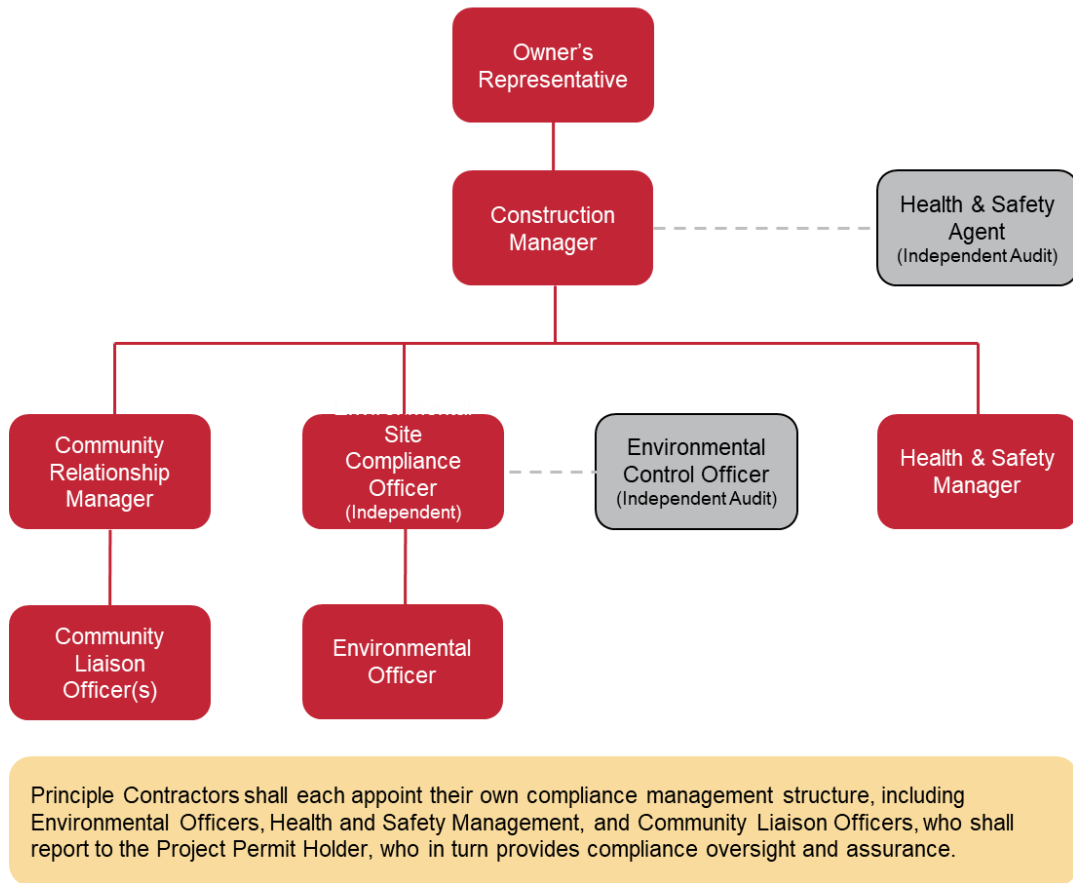 Owner's
Representative
Construction
Manager
Health & Safety
Agent
(Independent Audit)
Community
Relationship
Manager
Site
Compliance
Officer
(Independent)
Environmental
Control Officer
(Independent Audit)
Health & Safety
Manager
Community
Liaison
Officer(s)
Environmental
Officer
Principle Contractors shall each appoint their own compliance management structure, including
Environmental Officers, Health and Safety Management, and Community Liaison Officers, who shall
report to the Project Permit Holder, who in turn provides compliance oversight and assurance.